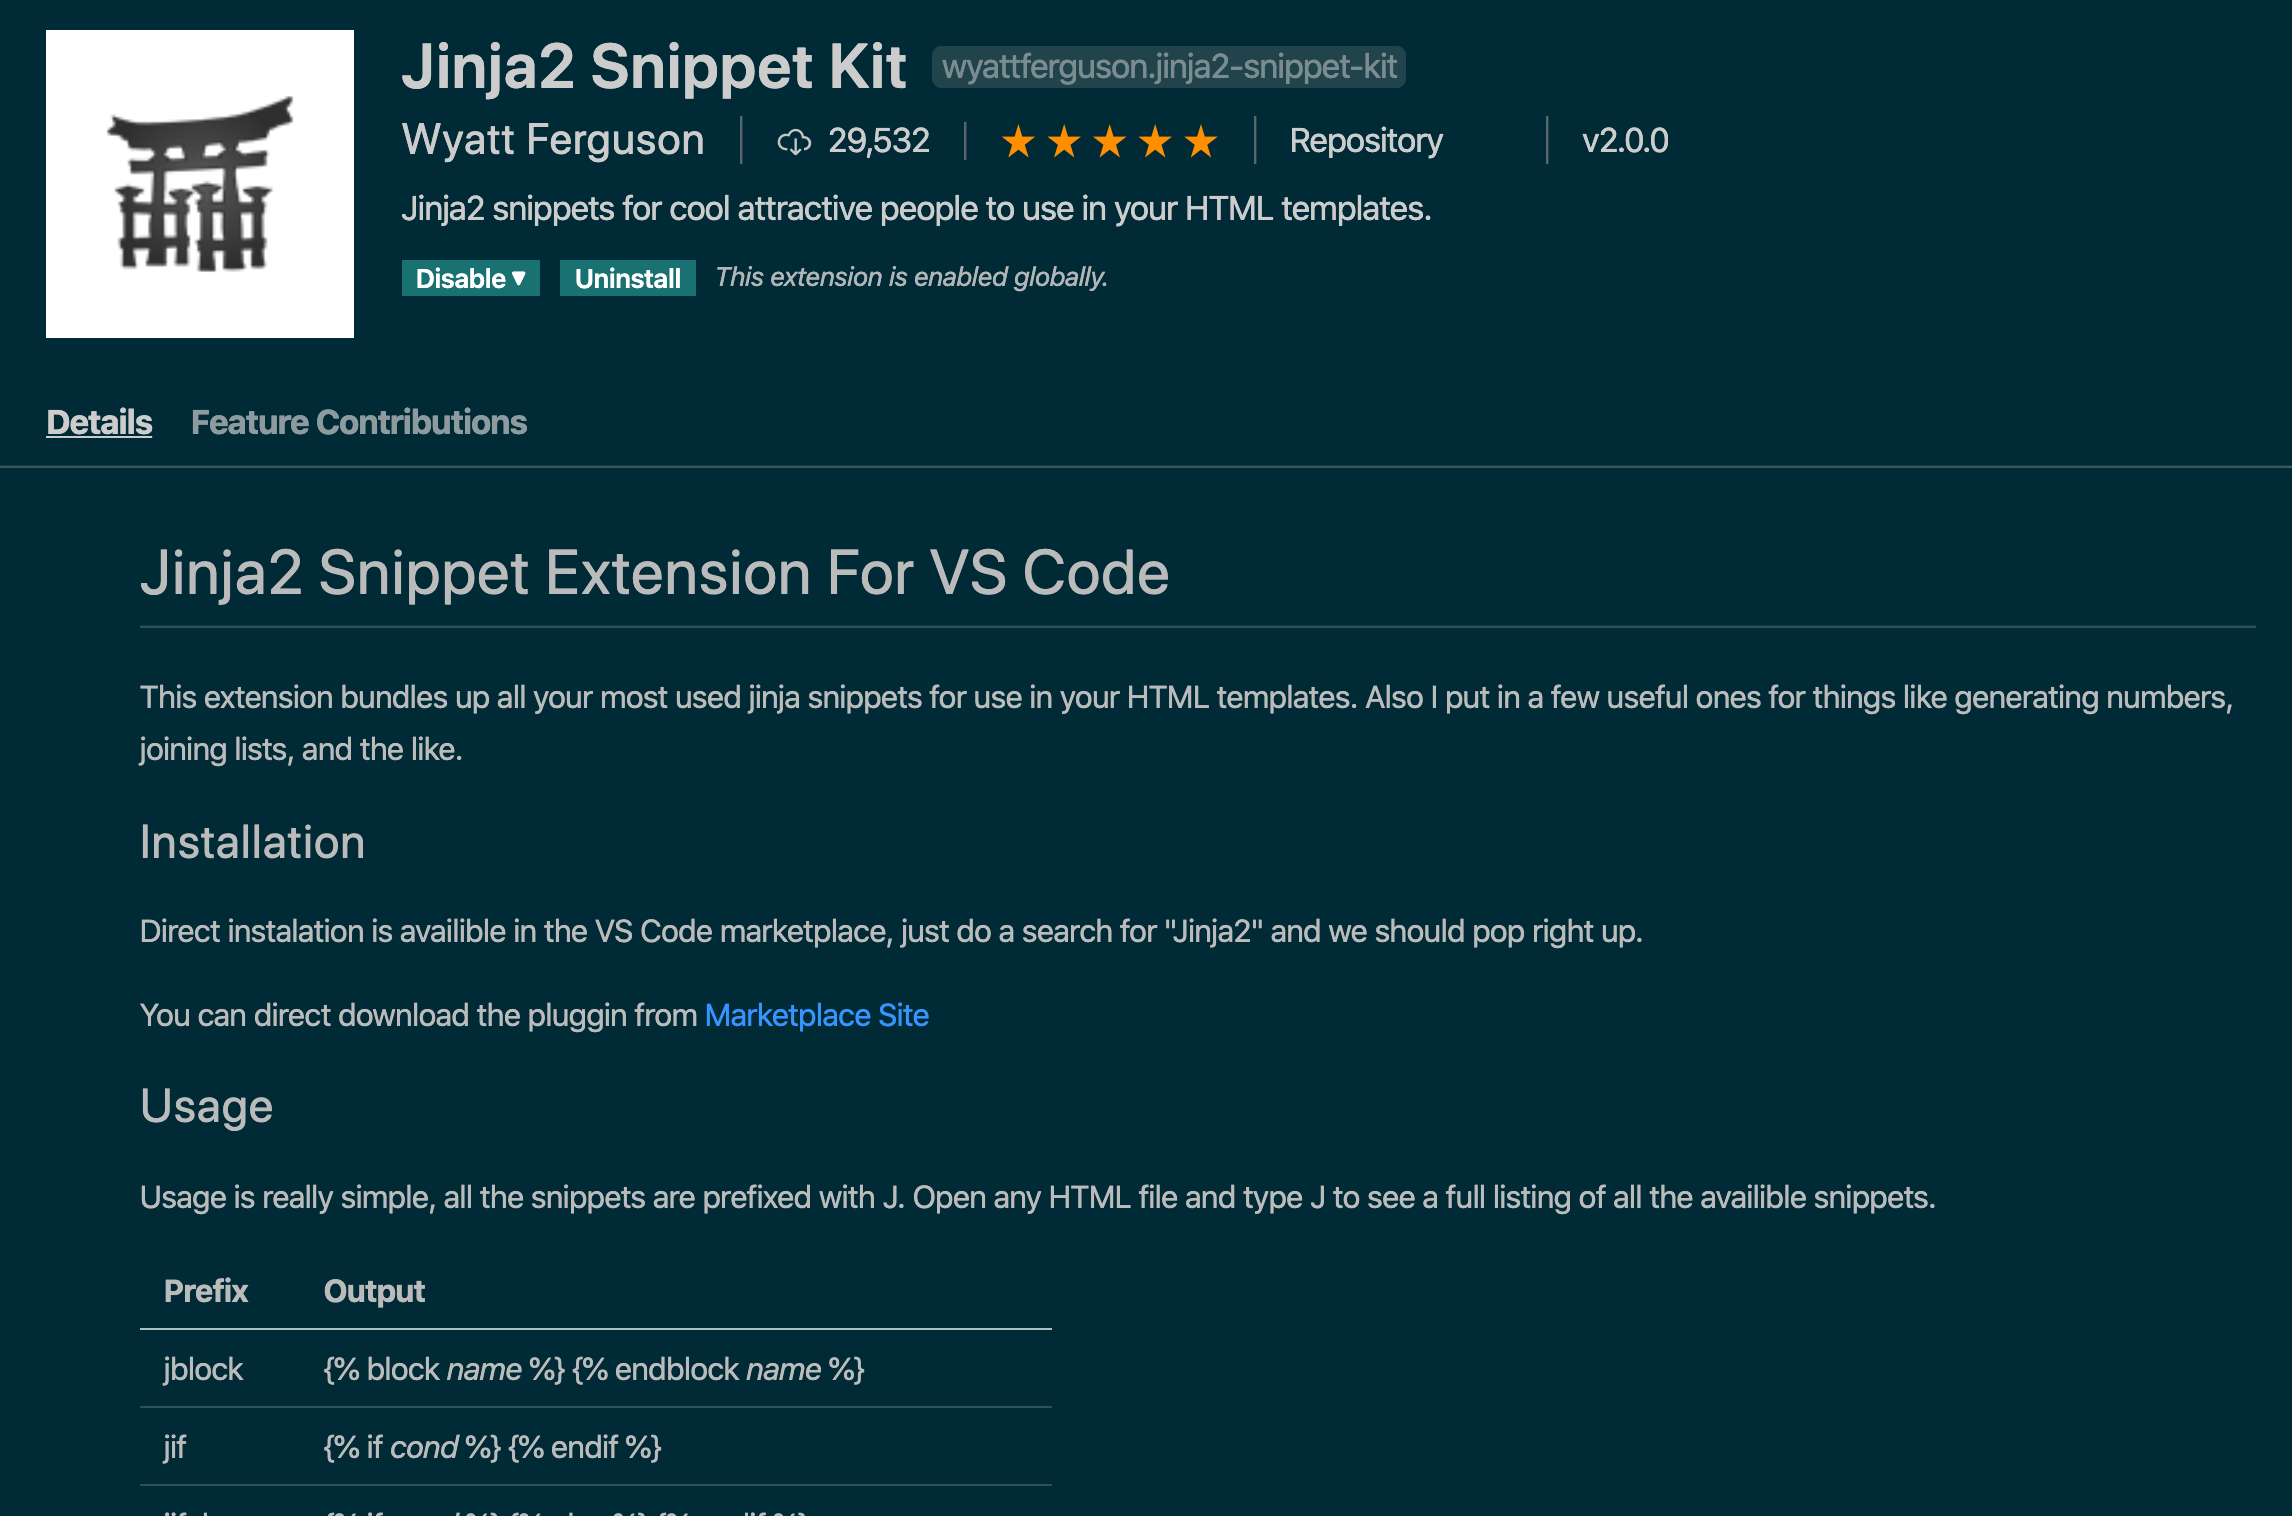 Jinja2 Snippet Kit wyattferguson.jinja2-snippet-kit
Wyatt Ferguson 29,532 Repository v2.0.0
Jinja2 snippets for cool attractive people to use in your HTML templates.
Disable Uninstall This extension is enabled globally.
Details Feature Contributions
Jinja2 Snippet Extension For VS Code
This extension bundles up all your most used jinja snippets for use in your HTML templates. Also I put in a few useful ones for things like generating numbers,
joining lists, and the like.
Installation
Direct instalation is availible in the VS Code marketplace, just do a search for "Jinja2" and we should pop right up.
You can direct download the pluggin from Marketplace Site
Usage
Usage is really simple, all the snippets are prefixed with J. Open any HTML file and type J to see a full listing of all the availible snippets.
Prefix Output
jblock {% block name %} {% endblock name %}
jif {% if cond %} {% endif %}